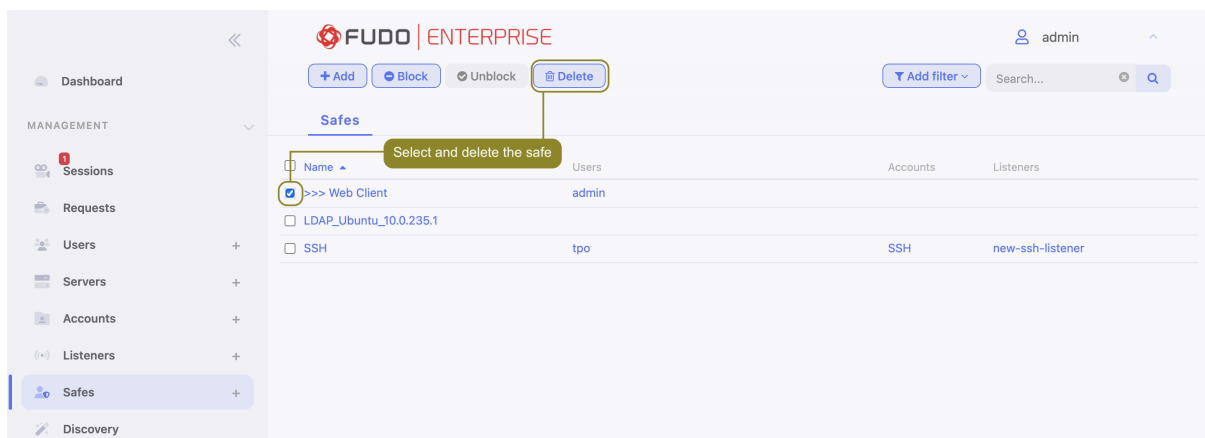 FUDO ENTERPRISE
admin
Dashboard
+ Add
Block
Unblock
Delete
Add filter
Search...
MANAGEMENT
Safes
Select and delete the safe
1
Sessions
Name
Users
Accounts
Listeners
>>> Web Client
admin
Requests
LDAP_Ubuntu_10.0.235.1
Users +
SSH
tpo
SSH
new-ssh-listener
Servers +
Accounts +
Listeners +
Safes +
Discovery